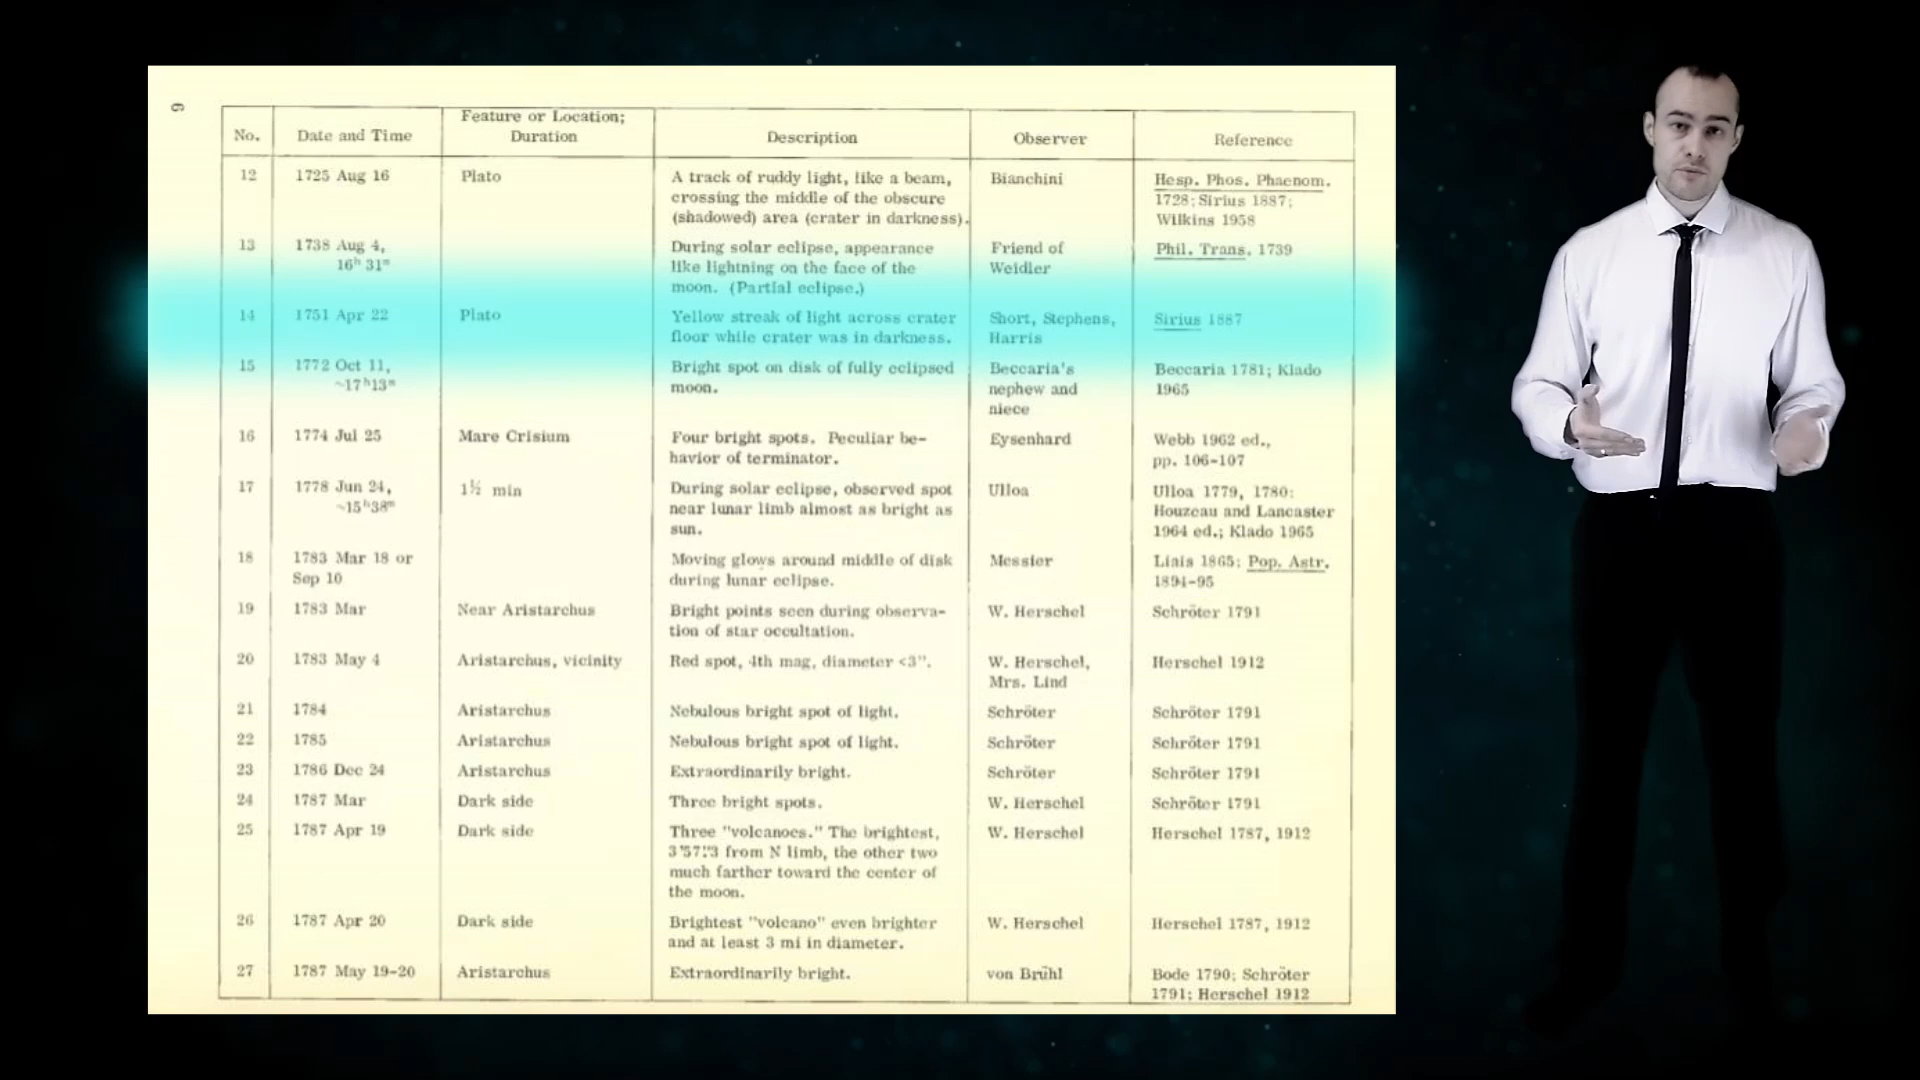 6
No. Date and Time Feature or Location; Duration Description Observer Reference
12 1725 Aug 16 Plato A track of ruddy light, like a beam, Bianchini Hesp. Phos. Phaenom.
crossing the middle of the obscure 1728; Sirius 1887;
(shadowed) area (crater in darkness). Wilkins 1958
13 1738 Aug 4, During solar eclipse, appearance Friend of Phil. Trans. 1739
16ʰ 31ᵐ like lightning on the face of the Weidler
moon. (Partial eclipse.)
14 1751 Apr 22 Plato Yellow streak of light across crater Short, Stephens, Sirius 1887
floor while crater was in darkness. Harris
15 1772 Oct 11, Bright spot on disk of fully eclipsed Beccaria's Beccaria 1781; Klado
~17ʰ13ᵐ moon. nephew and 1965
niece
16 1774 Jul 25 Mare Crisium Four bright spots. Peculiar be- Eysenhard Webb 1962 ed.,
havior of terminator. pp. 106-107
17 1778 Jun 24, 1½ min During solar eclipse, observed spot Ulloa Ulloa 1779, 1780;
~15ʰ38ᵐ near lunar limb almost as bright as Houzeau and Lancaster
sun. 1964 ed.; Klado 1965
18 1783 Mar 18 or Moving glows around middle of disk Messier Liais 1865; Pop. Astr.
Sep 10 during lunar eclipse. 1894-95
19 1783 Mar Near Aristarchus Bright points seen during observa- W. Herschel Schröter 1791
tion of star occultation.
20 1783 May 4 Aristarchus, vicinity Red spot, 4th mag, diameter <3". W. Herschel, Herschel 1912
Mrs. Lind
21 1784 Aristarchus Nebulous bright spot of light. Schröter Schröter 1791
22 1785 Aristarchus Nebulous bright spot of light. Schröter Schröter 1791
23 1786 Dec 24 Aristarchus Extraordinarily bright. Schröter Schröter 1791
24 1787 Mar Dark side Three bright spots. W. Herschel Schröter 1791
25 1787 Apr 19 Dark side Three "volcanoes." The brightest, W. Herschel Herschel 1787, 1912
3'57".3 from N limb, the other two
much farther toward the center of
the moon.
26 1787 Apr 20 Dark side Brightest "volcano" even brighter W. Herschel Herschel 1787, 1912
and at least 3 mi in diameter.
27 1787 May 19-20 Aristarchus Extraordinarily bright. von Brühl Bode 1790; Schröter
1791; Herschel 1912